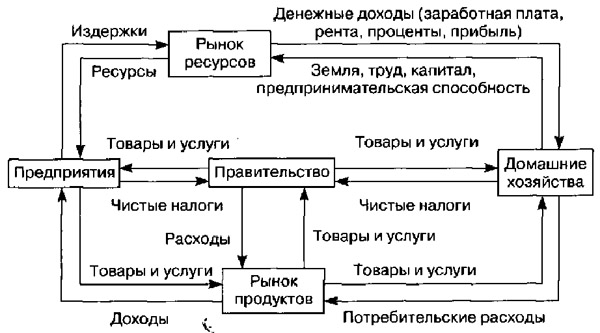 Денежные доходы (заработная плата,
рента, проценты, прибыль)
Издержки
Рынок
ресурсов
Ресурсы
Земля, труд, капитал,
предпринимательская способность
Товары и услуги
Товары и услуги
Предприятия
Правительство
Домашние
хозяйства
Чистые налоги
Чистые налоги
Расходы
Товары и услуги
Товары и услуги
Рынок
продуктов
Товары и услуги
Доходы
Потребительские расходы